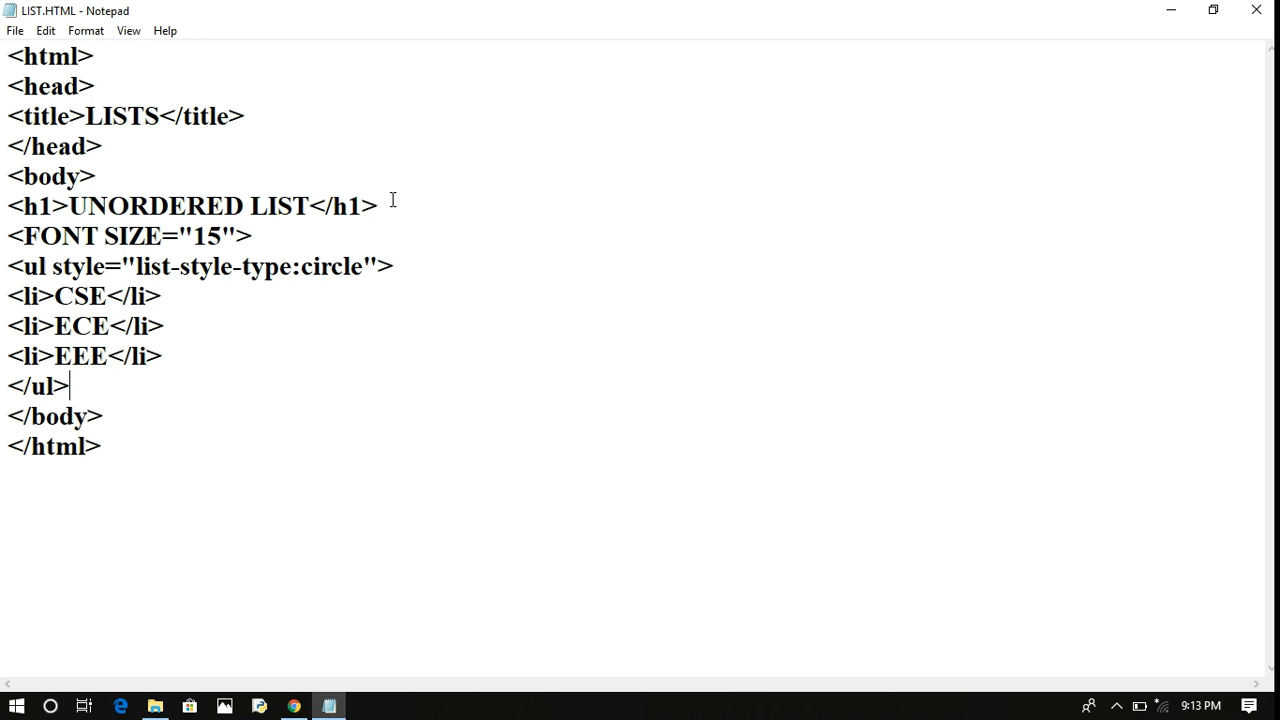 LIST.HTML - Notepad
File Edit Format View Help
<html>
<head>
<title>LISTS</title>
</head>
<body>
<h1>UNORDERED LIST</h1>
<FONT SIZE="15">
<ul style="list-style-type:circle">
<li>CSE</li>
<li>ECE</li>
<li>EEE</li>
</ul>
</body>
</html>
9:13 PM